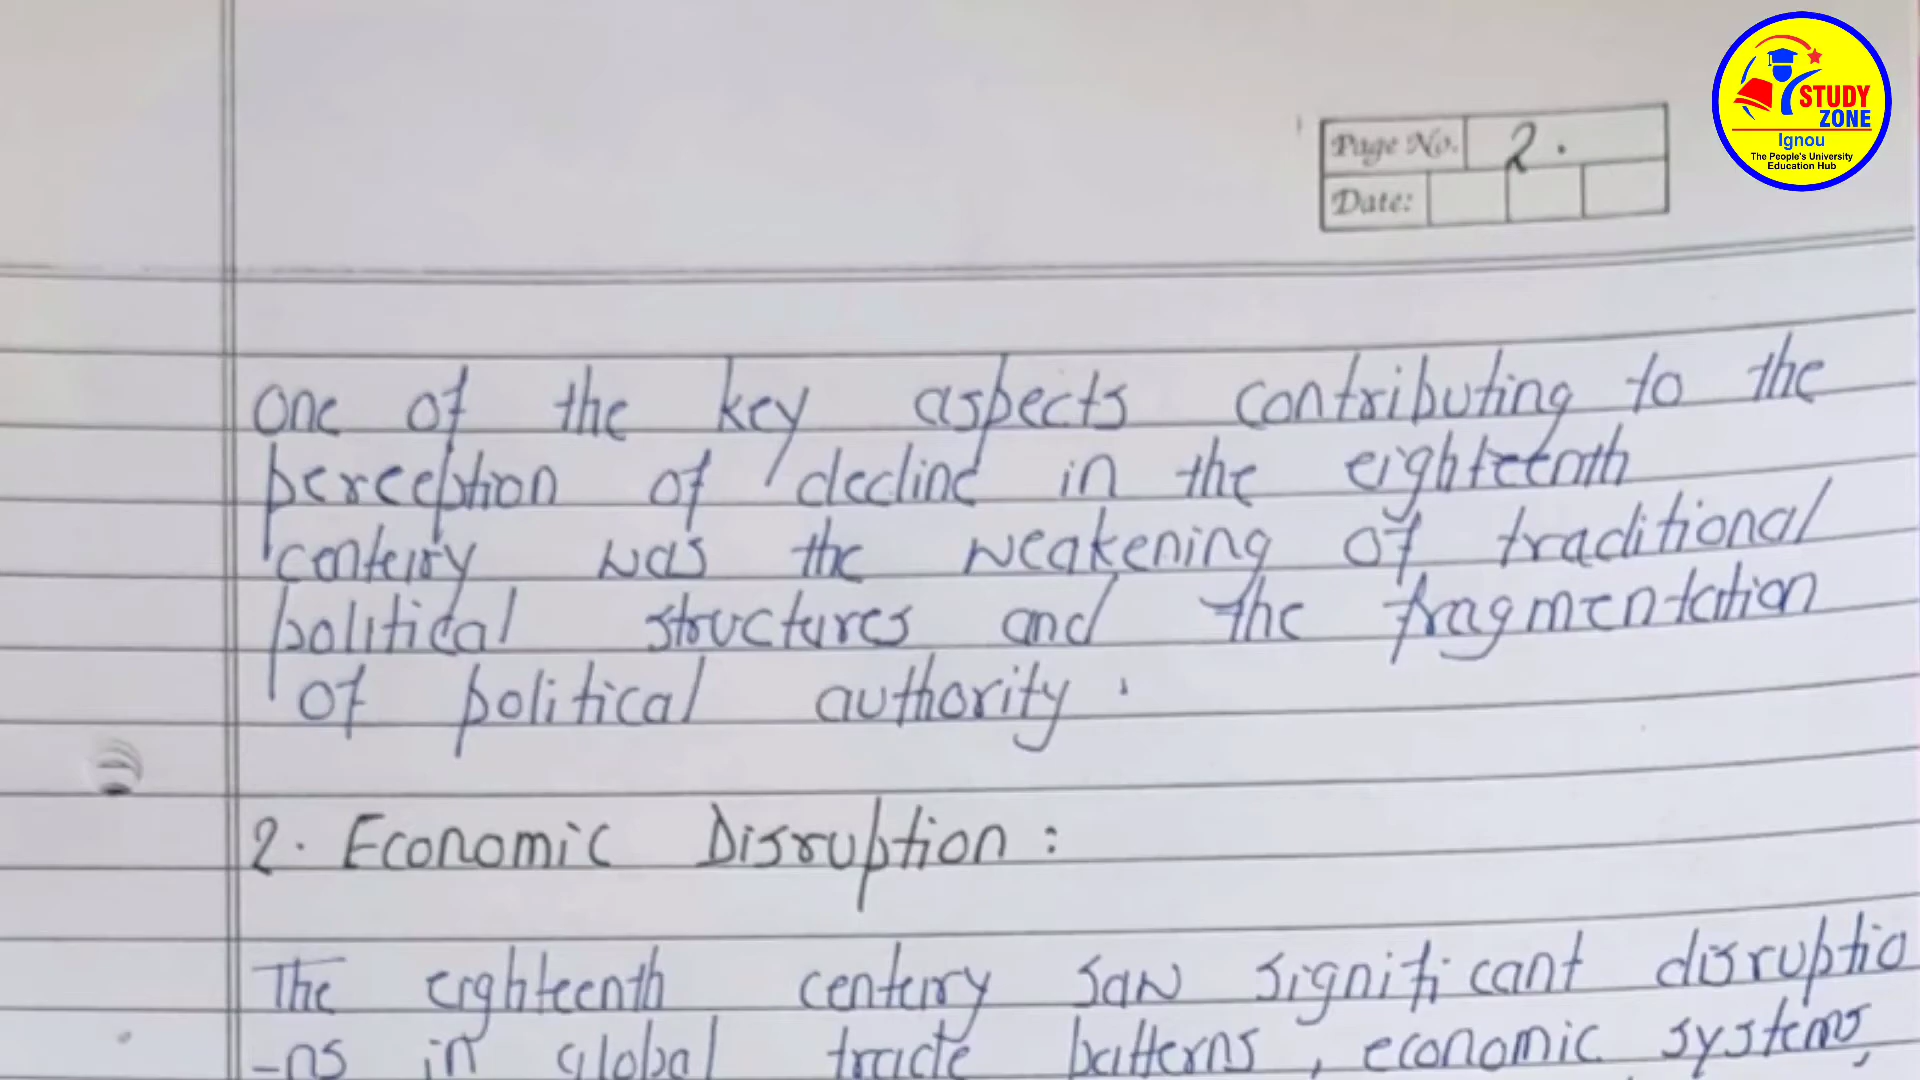 STUDY
ZONE
Ignou
The People's University
Education Hub
Page No. 2.
Date:
One of the key aspects contributing to the
perception of decline in the eighteenth
century was the weakening of traditional
political structures and the fragmentation
of political authority.
2. Economic Disruption:
The eighteenth century saw significant disruptio
-ns in global trade patterns, economic systems,